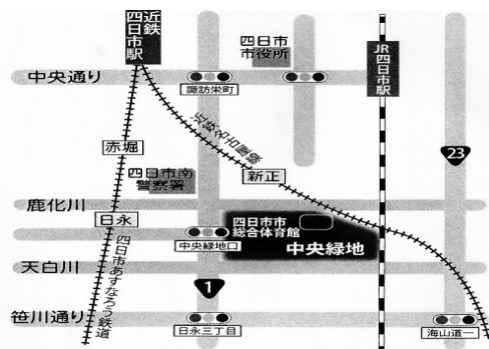 近鉄
四日市駅
四日市
市役所
JR四日市駅
中央通り
諏訪栄町
近鉄名古屋線
赤堀
23
四日市南
警察署
新正
鹿化川
日永
四日市市
総合体育館
中央緑地
中央緑地口
天白川
四日市あすなろう鉄道
1
笹川通り
日永三丁目
海山道一